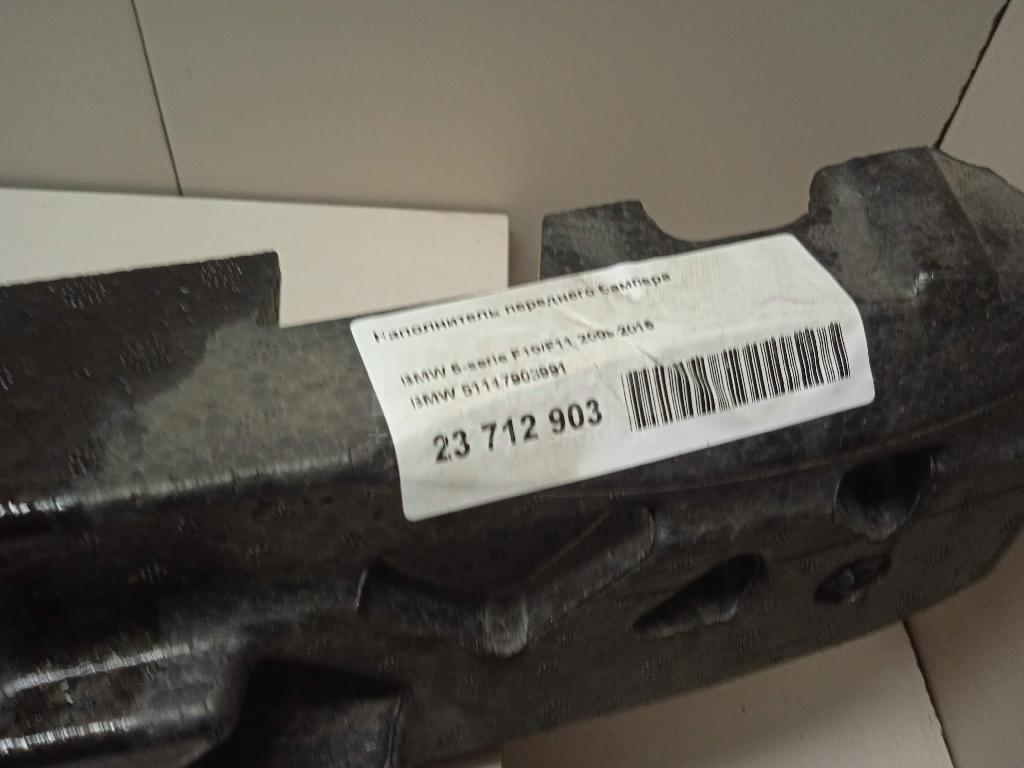 Наполнитель переднего бампера
BMW 5-serie F10/F11 2009-2016
BMW 51117903991
23 712 903